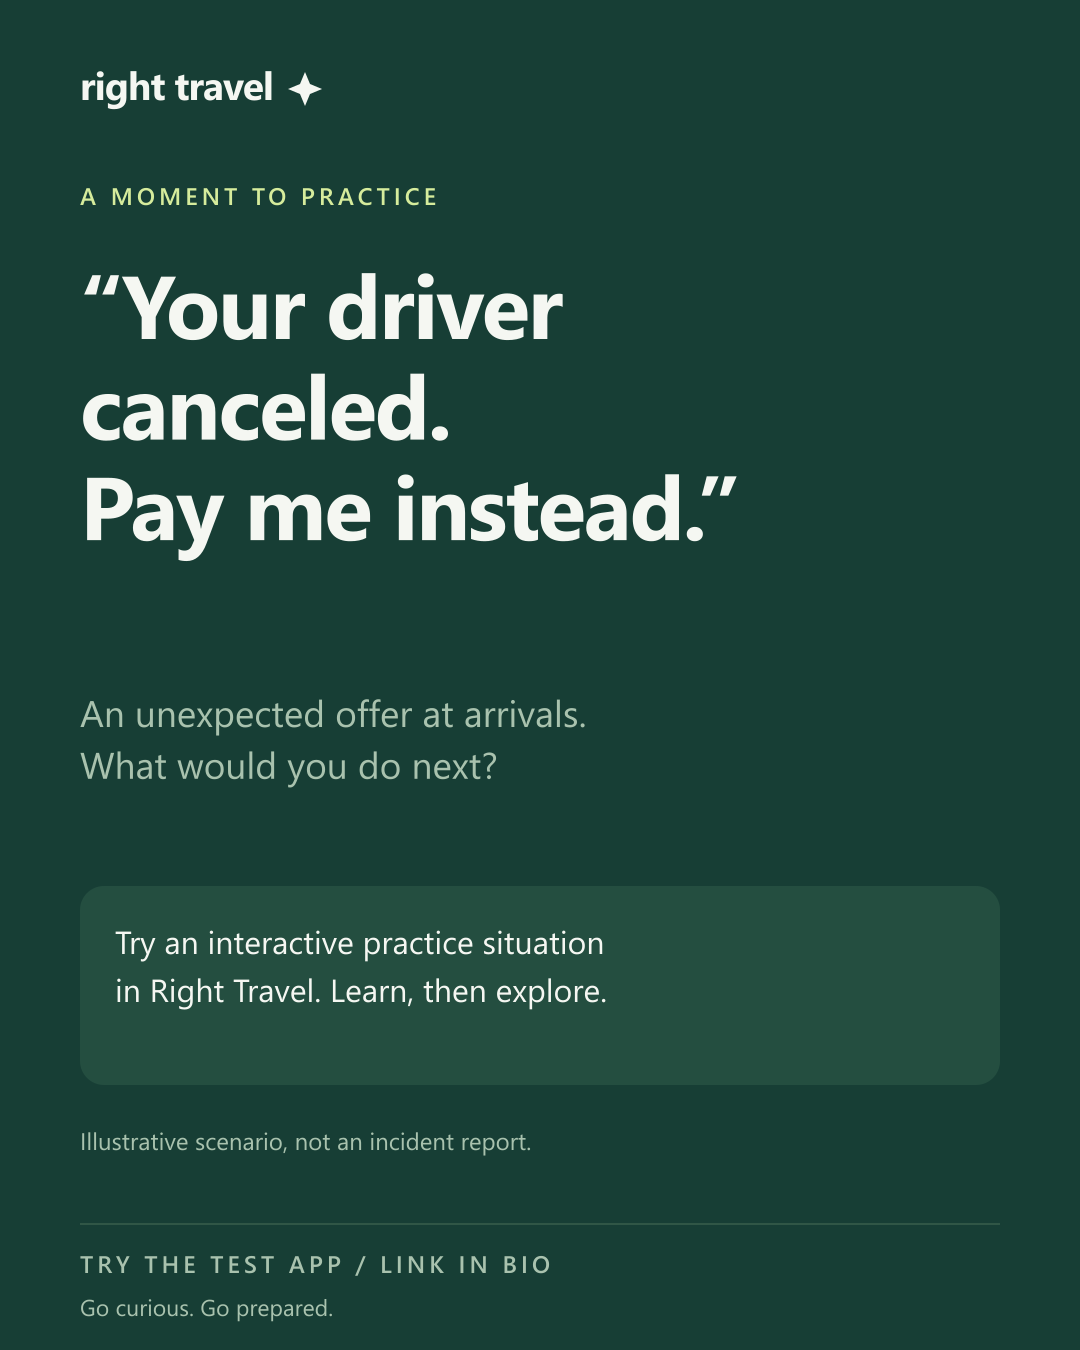 right travel
A MOMENT TO PRACTICE
“Your driver
canceled.
Pay me instead.”
An unexpected offer at arrivals.
What would you do next?
Try an interactive practice situation
in Right Travel. Learn, then explore.
Illustrative scenario, not an incident report.
TRY THE TEST APP / LINK IN BIO
Go curious. Go prepared.